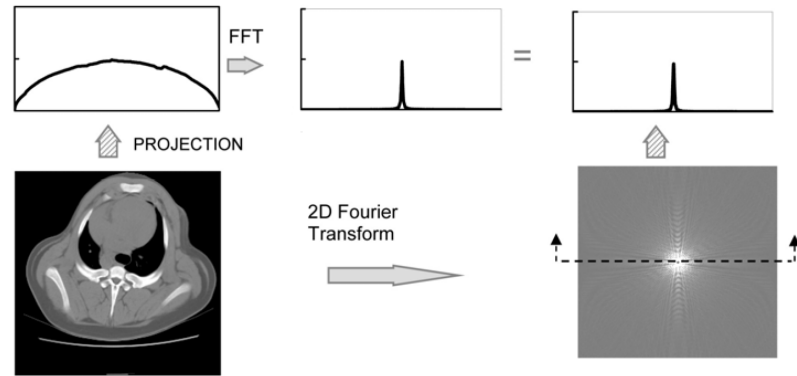 FFT
=
PROJECTION
2D Fourier
Transform